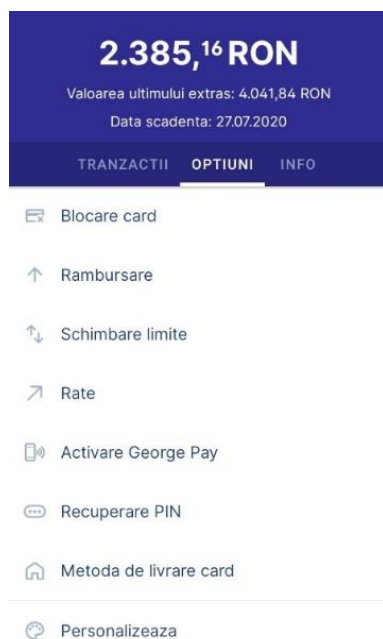 2.385,16 RON
Valoarea ultimului extras: 4.041,84 RON
Data scadenta: 27.07.2020
TRANZACTII OPTIUNI INFO
Blocare card
Rambursare
Schimbare limite
Rate
Activare George Pay
Recuperare PIN
Metoda de livrare card
Personalizeaza